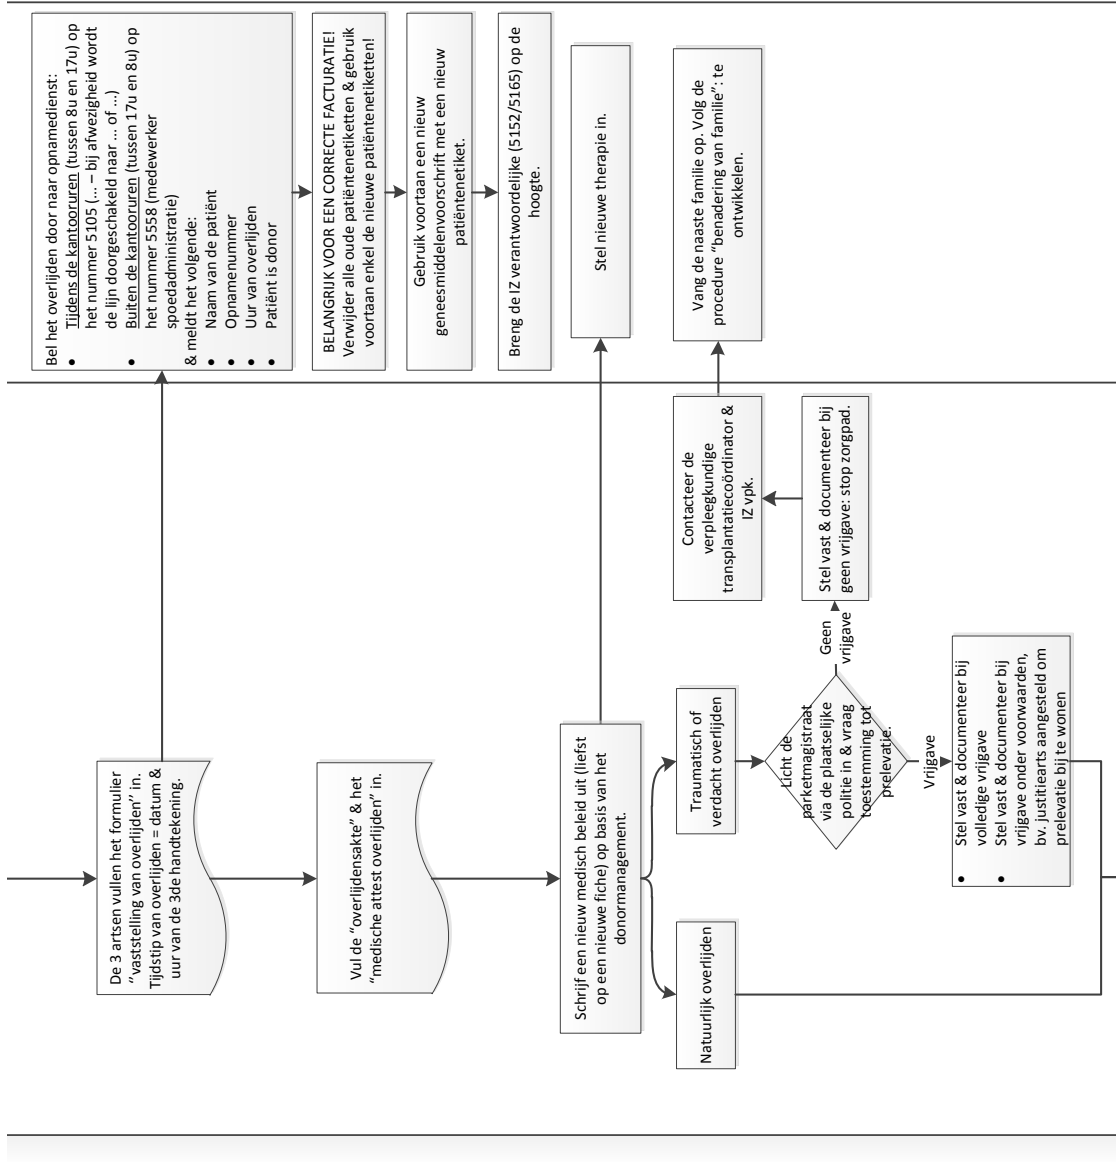 Bel het overlijden door naar opnamedienst:
• Tijdens de kantooruren (tussen 8u en 17u) op
het nummer 5105 (... – bij afwezigheid wordt
de lijn doorgeschakeld naar ... of ...)
• Buiten de kantooruren (tussen 17u en 8u) op
het nummer 5558 (medewerker
spoedadministratie)
& meldt het volgende:
• Naam van de patiënt
• Opnamenummer
• Uur van overlijden
• Patiënt is donor
BELANGRIJK VOOR EEN CORRECTE FACTURATIE!
Verwijder alle oude patiëntenetiketten & gebruik
voortaan enkel de nieuwe patiëntenetiketten!
Gebruik voortaan een nieuw
geneesmiddelenvoorschrift met een nieuw
patiëntenetiket.
Breng de IZ verantwoordelijke (5152/5165) op de
hoogte.
Stel nieuwe therapie in.
Vang de naaste familie op. Volg de
procedure “benadering van familie”: te
ontwikkelen.
De 3 artsen vullen het formulier
“vaststelling van overlijden” in.
Tijdstip van overlijden = datum &
uur van de 3de handtekening.
Vul de “overlijdensakte” & het
“medische attest overlijden” in.
Schrijf een nieuw medisch beleid uit (liefst
op een nieuwe fiche) op basis van het
donormanagement.
Natuurlijk overlijden
Traumatisch of
verdacht overlijden
Licht de
parketmagistraat
via de plaatselijke
politie in & vraag
toestemming tot
prelevatie.
Geen
vrijgave
Stel vast & documenteer bij
geen vrijgave: stop zorgpad.
Contacteer de
verpleegkundige
transplantatiecoördinator &
IZ vpk.
Vrijgave
• Stel vast & documenteer bij
volledige vrijgave
• Stel vast & documenteer bij
vrijgave onder voorwaarden,
bv. justitiearts aangesteld om
prelevatie bij te wonen